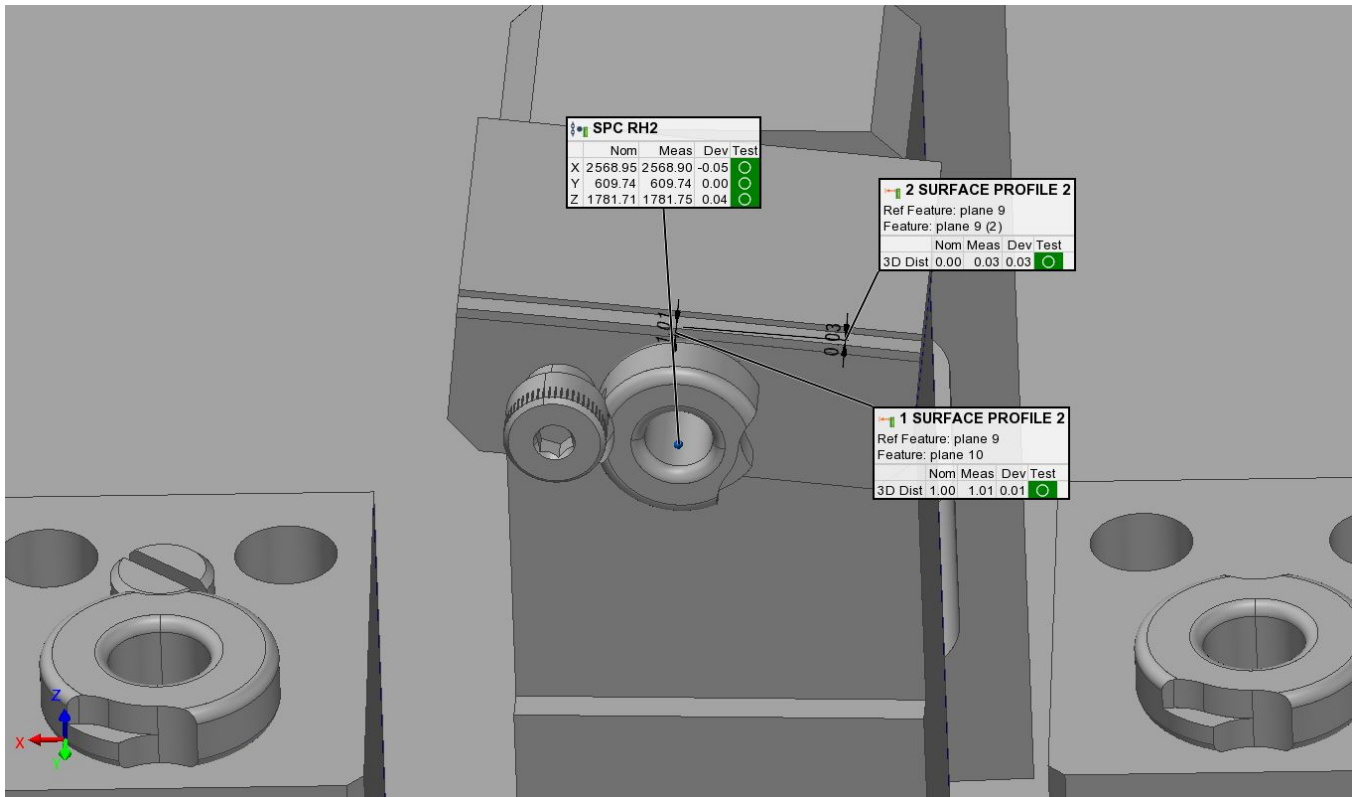 SPC RH2
Nom Meas Dev Test
X 2568.95 2568.90 -0.05
Y 609.74 609.74 0.00
Z 1781.71 1781.75 0.04
2 SURFACE PROFILE 2
Ref Feature: plane 9
Feature: plane 9 (2)
Nom Meas Dev Test
3D Dist 0.00 0.03 0.03
1.01
0.03
1 SURFACE PROFILE 2
Ref Feature: plane 9
Feature: plane 10
Nom Meas Dev Test
3D Dist 1.00 1.01 0.01
Z
X
Y